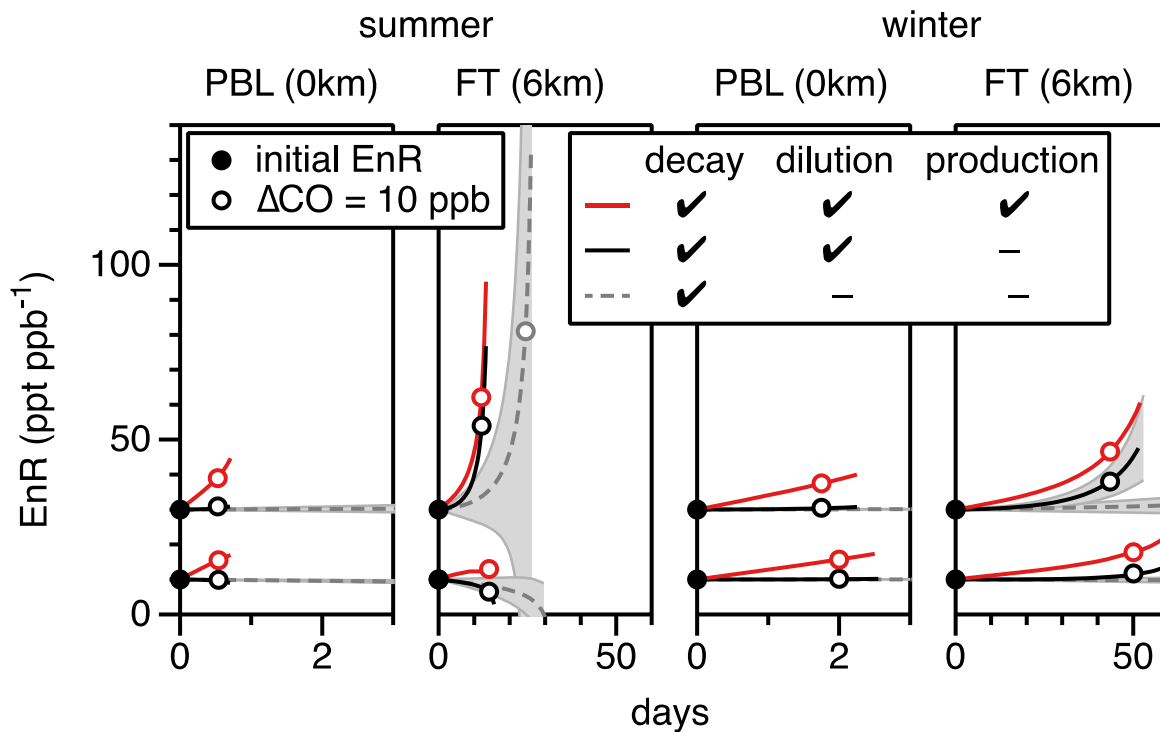 summer winter
PBL (0km) FT (6km) PBL (0km) FT (6km)
initial EnR
ΔCO = 10 ppb
decay dilution production
✔ ✔ ✔
✔ ✔ –
✔ – –
EnR (ppt ppb⁻¹)
100
50
0
0 2 0 50 0 2 0 50
days